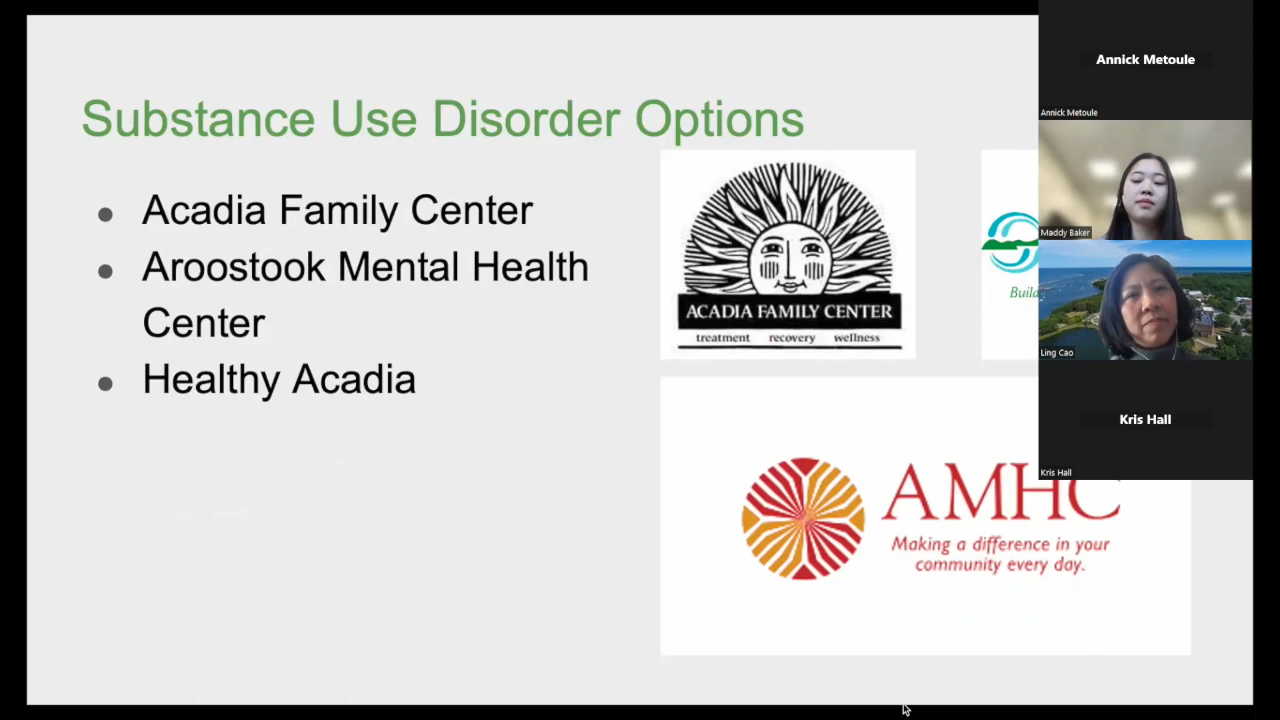 Substance Use Disorder Options
Acadia Family Center
Aroostook Mental Health
Center
Healthy Acadia
ACADIA FAMILY CENTER
treatment recovery wellness
AMHC
Making a difference in your
community every day.
Annick Metoule
Annick Metoule
Maddy Baker
Ling Cao
Kris Hall
Kris Hall